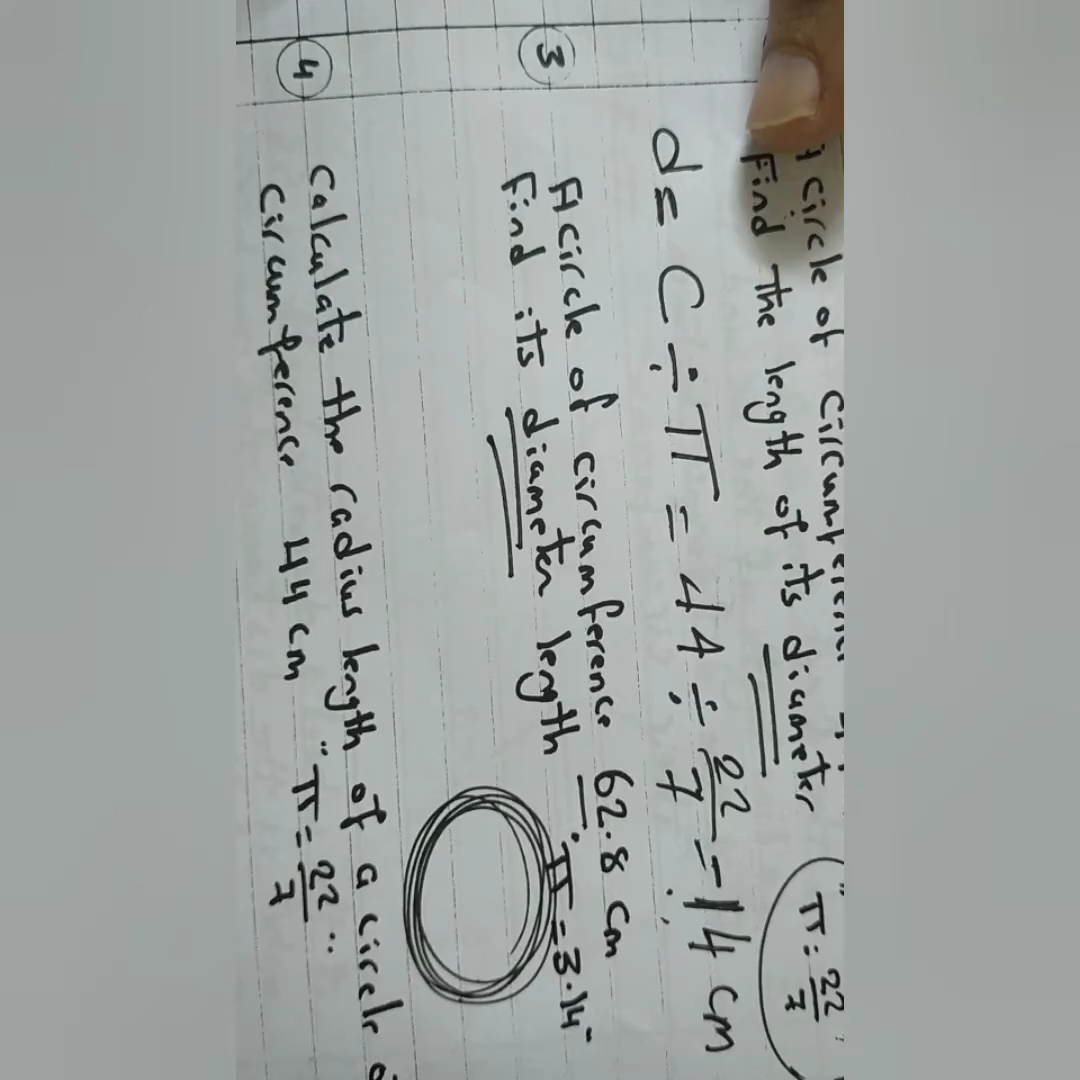 circle of circumference
Find the length of its diameter
" π = 22/7
d = C ÷ π = 44 ÷ 22/7 = 14 cm
3 A circle of circumference 62.8 cm
Find its diameter length . π = 3.14"
4 Calculate the radius length of a circle
circumference 44 cm " π = 22/7 "